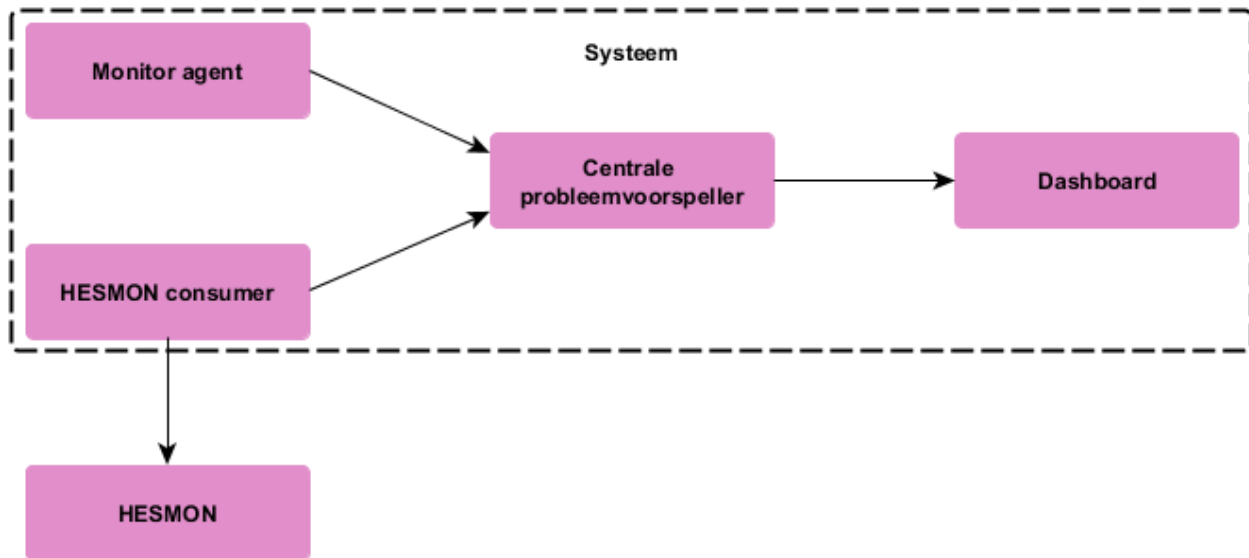 Systeem
Monitor agent
Centrale
probleemvoorspeller
Dashboard
HESMON consumer
HESMON